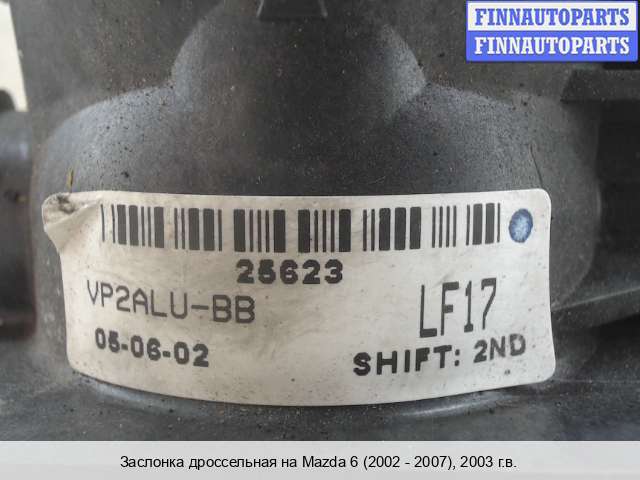 FINNAUTOPARTS
FINNAUTOPARTS
25623
VP2ALU-BB
LF17
05-06-02
SHIFT: 2ND
Заслонка дроссельная на Mazda 6 (2002 - 2007), 2003 г.в.